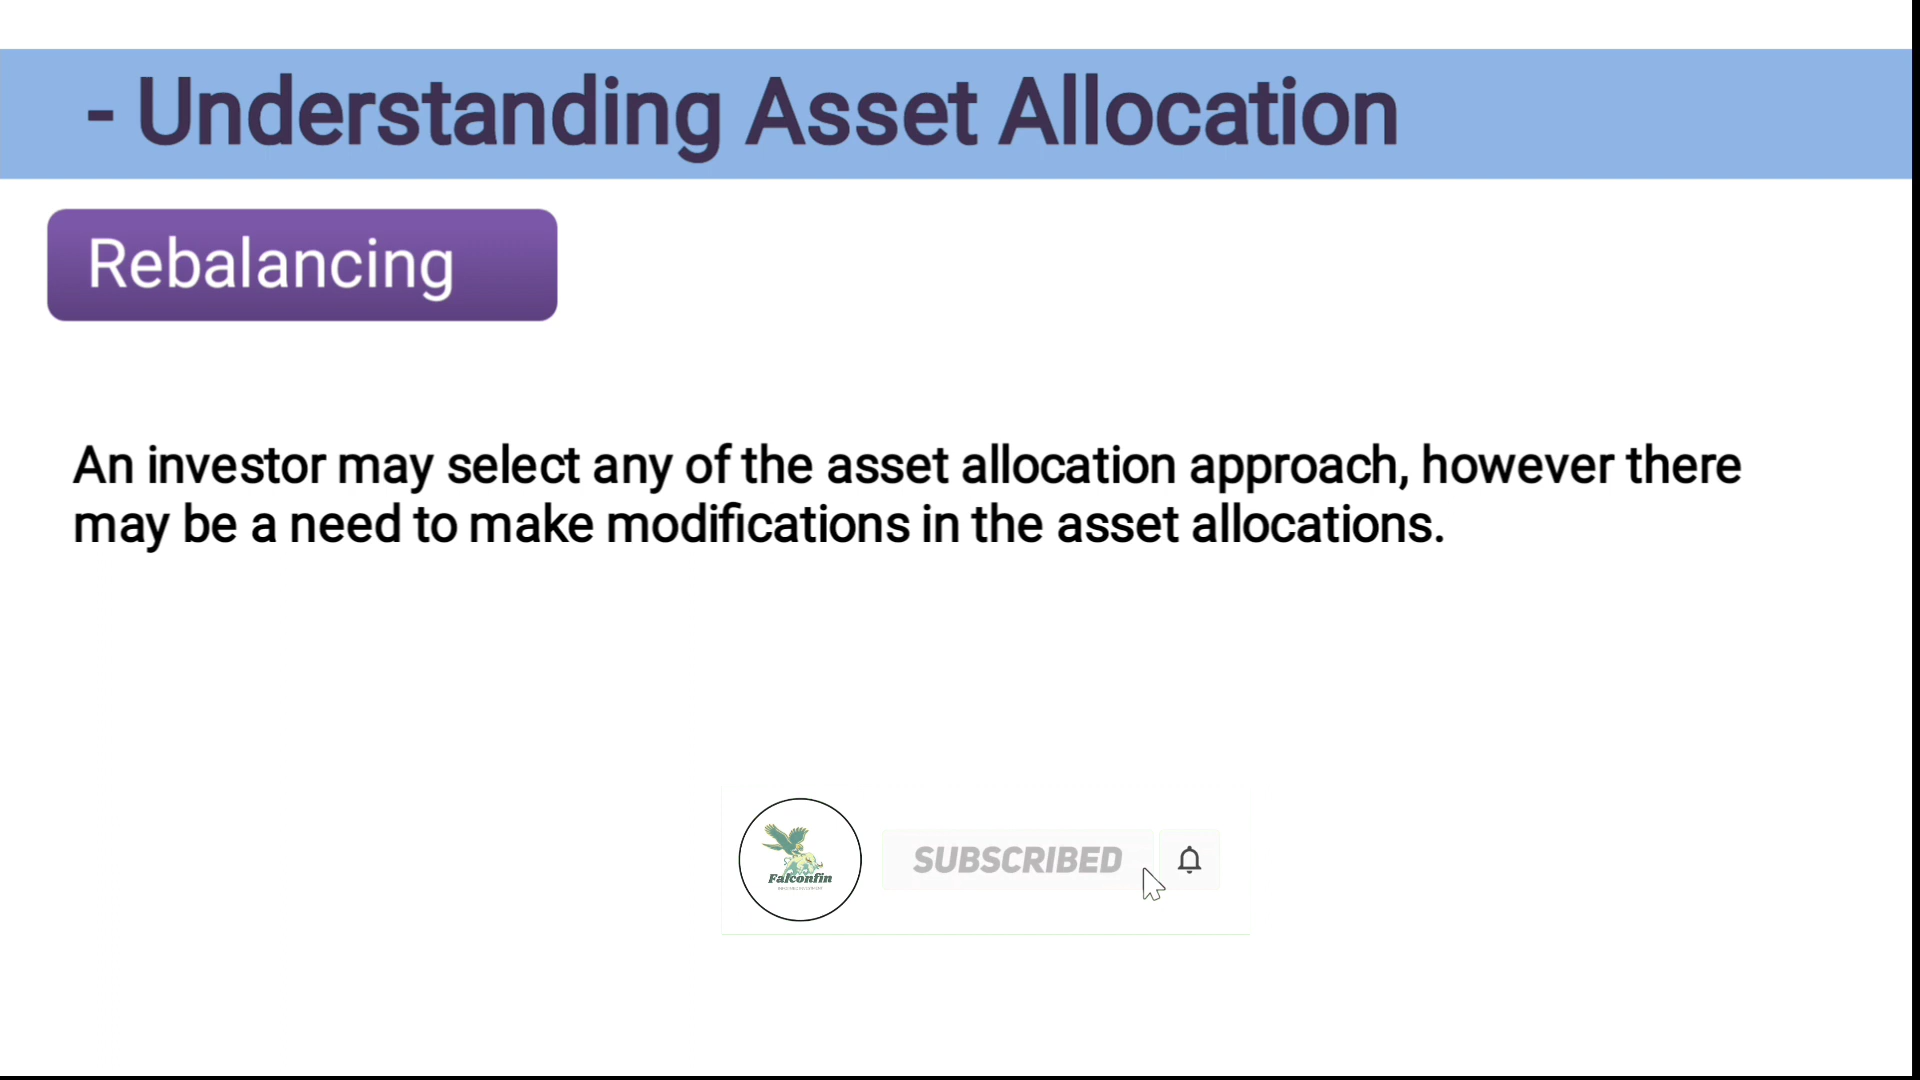 - Understanding Asset Allocation
Rebalancing
An investor may select any of the asset allocation approach, however there
may be a need to make modifications in the asset allocations.
Falconfin
SUBSCRIBED